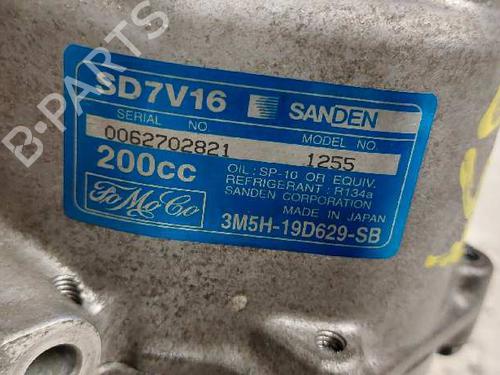 SD7V16 SANDEN
SERIAL NO. MODEL NO.
0062702821 1255
200CC
OIL : SP-10 OR EQUIV.
REFRIGERANT : R134a
SANDEN CORPORATION
MADE IN JAPAN
FoMoCo
3M5H-19D629-SB
B-PARTS